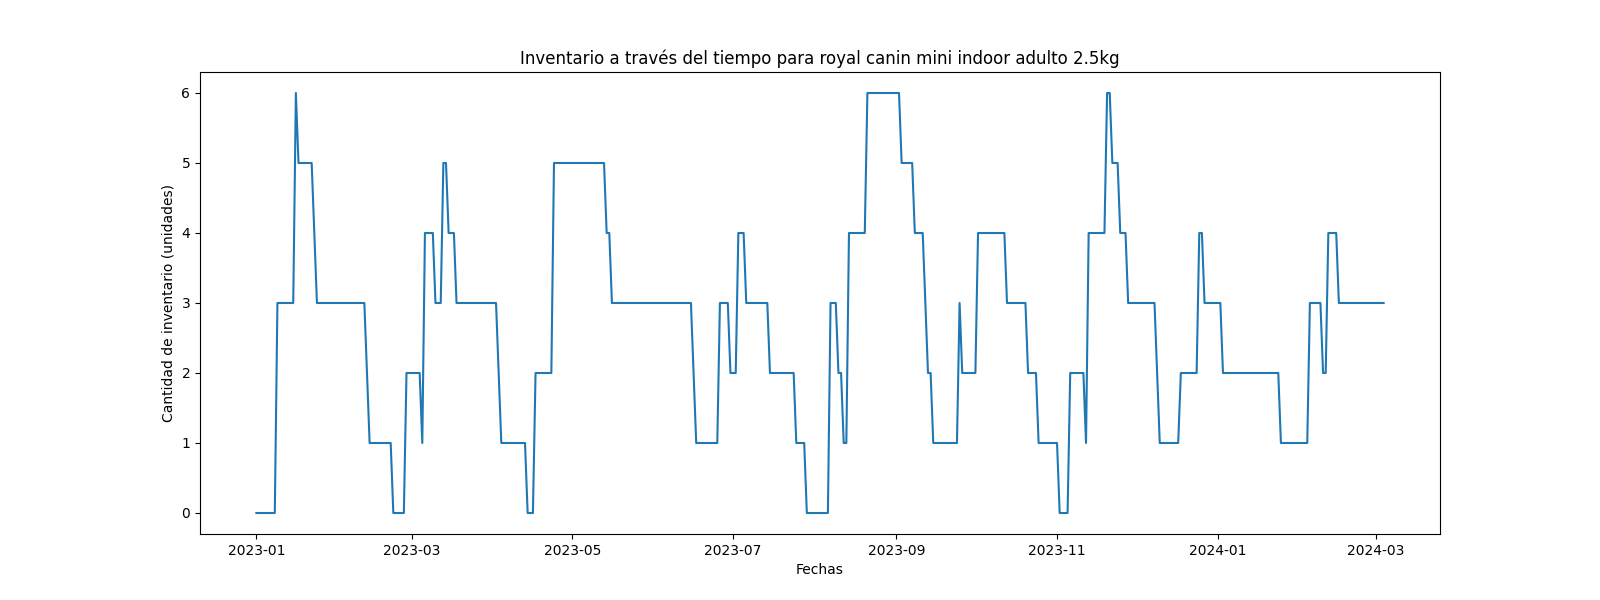 Inventario a través del tiempo para royal canin mini indoor adulto 2.5kg
Cantidad de inventario (unidades)
6
5
4
3
2
1
0
2023-01 2023-03 2023-05 2023-07 2023-09 2023-11 2024-01 2024-03
Fechas